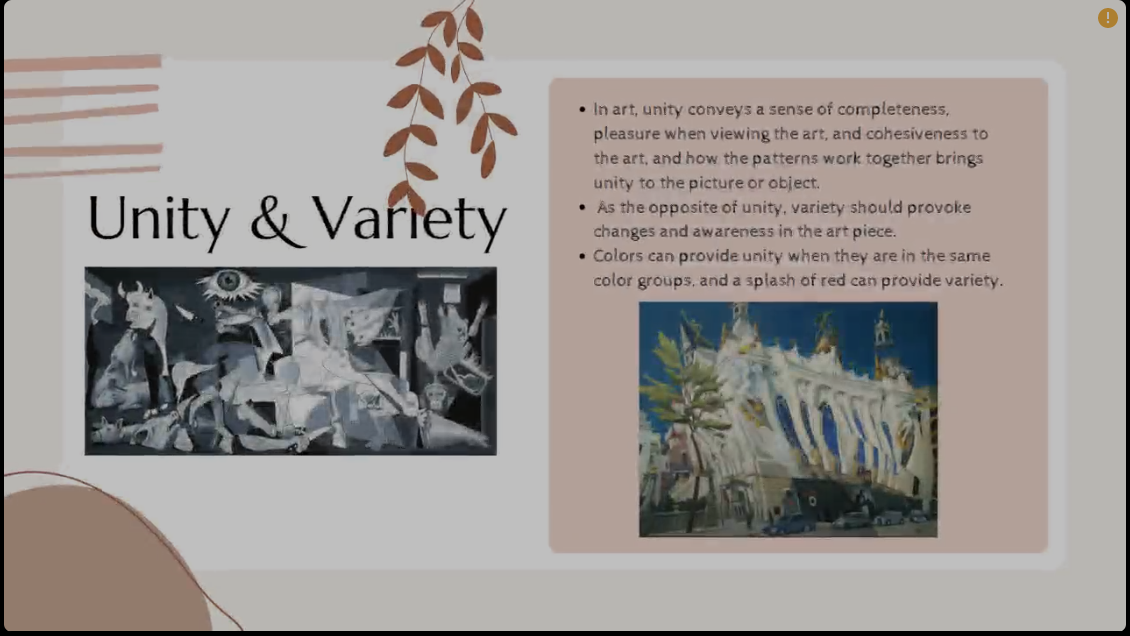 Unity & Variety
In art, unity conveys a sense of completeness,
pleasure when viewing the art, and cohesiveness to
the art, and how the patterns work together brings
unity to the picture or object.
As the opposite of unity, variety should provoke
changes and awareness in the art piece.
Colors can provide unity when they are in the same
color groups, and a splash of red can provide variety.